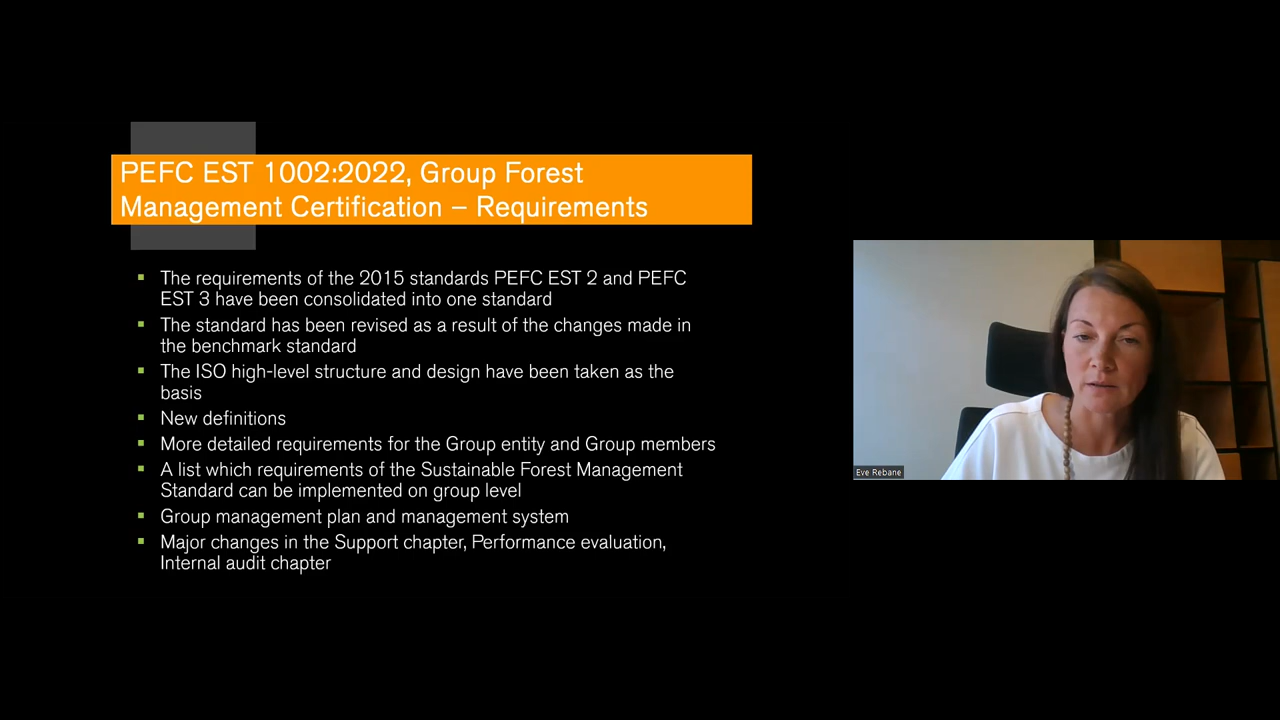 PEFC EST 1002:2022, Group Forest
Management Certification – Requirements
▪ The requirements of the 2015 standards PEFC EST 2 and PEFC
EST 3 have been consolidated into one standard
▪ The standard has been revised as a result of the changes made in
the benchmark standard
▪ The ISO high-level structure and design have been taken as the
basis
▪ New definitions
▪ More detailed requirements for the Group entity and Group members
▪ A list which requirements of the Sustainable Forest Management
Standard can be implemented on group level
▪ Group management plan and management system
▪ Major changes in the Support chapter, Performance evaluation,
Internal audit chapter
Eve Rebane